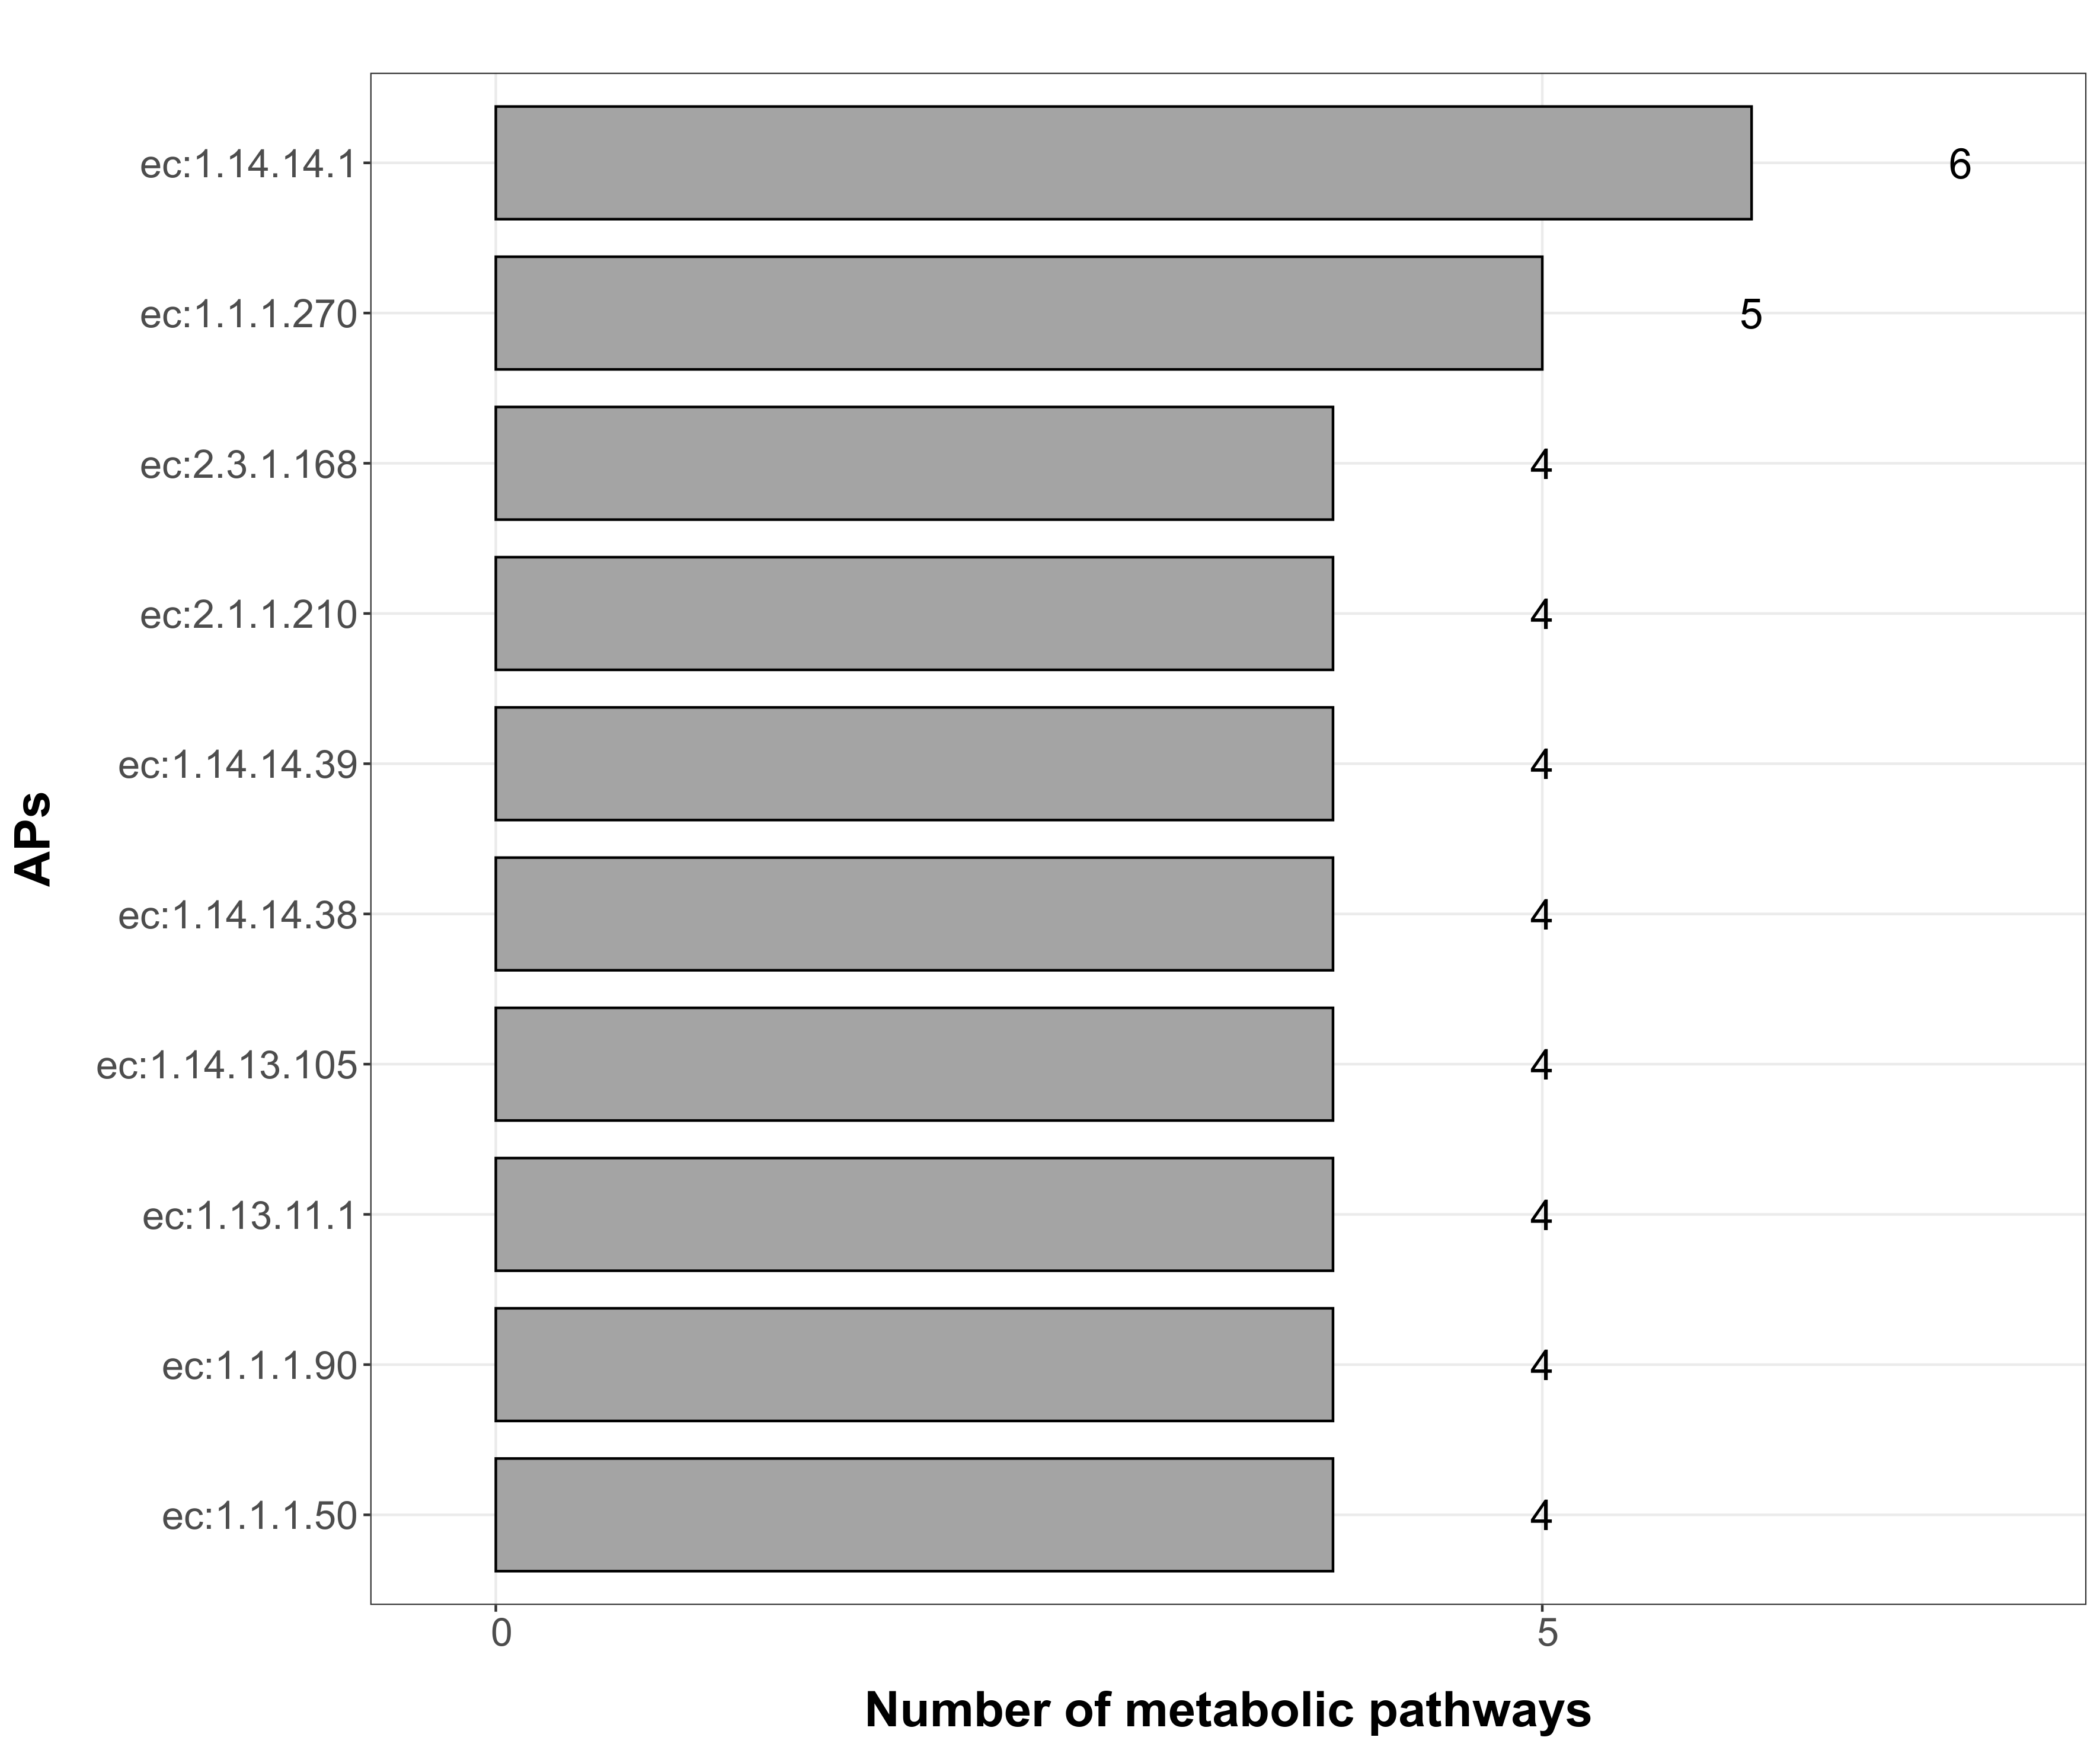 ec:1.14.14.1 6
ec:1.1.1.270 5
ec:2.3.1.168 4
ec:2.1.1.210 4
ec:1.14.14.39 4
ec:1.14.14.38 4
ec:1.14.13.105 4
ec:1.13.11.1 4
ec:1.1.1.90 4
ec:1.1.1.50 4
APs
0 5
Number of metabolic pathways